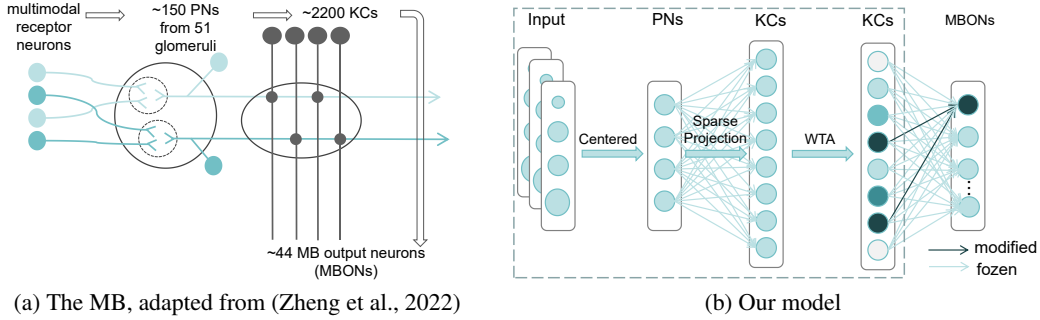 multimodal
receptor
neurons
~150 PNs
from 51
glomeruli
~2200 KCs
~44 MB output neurons
(MBONs)
(a) The MB, adapted from (Zheng et al., 2022)
Input
PNs
KCs
KCs
MBONs
Centered
Sparse
Projection
WTA
modified
fozen
(b) Our model